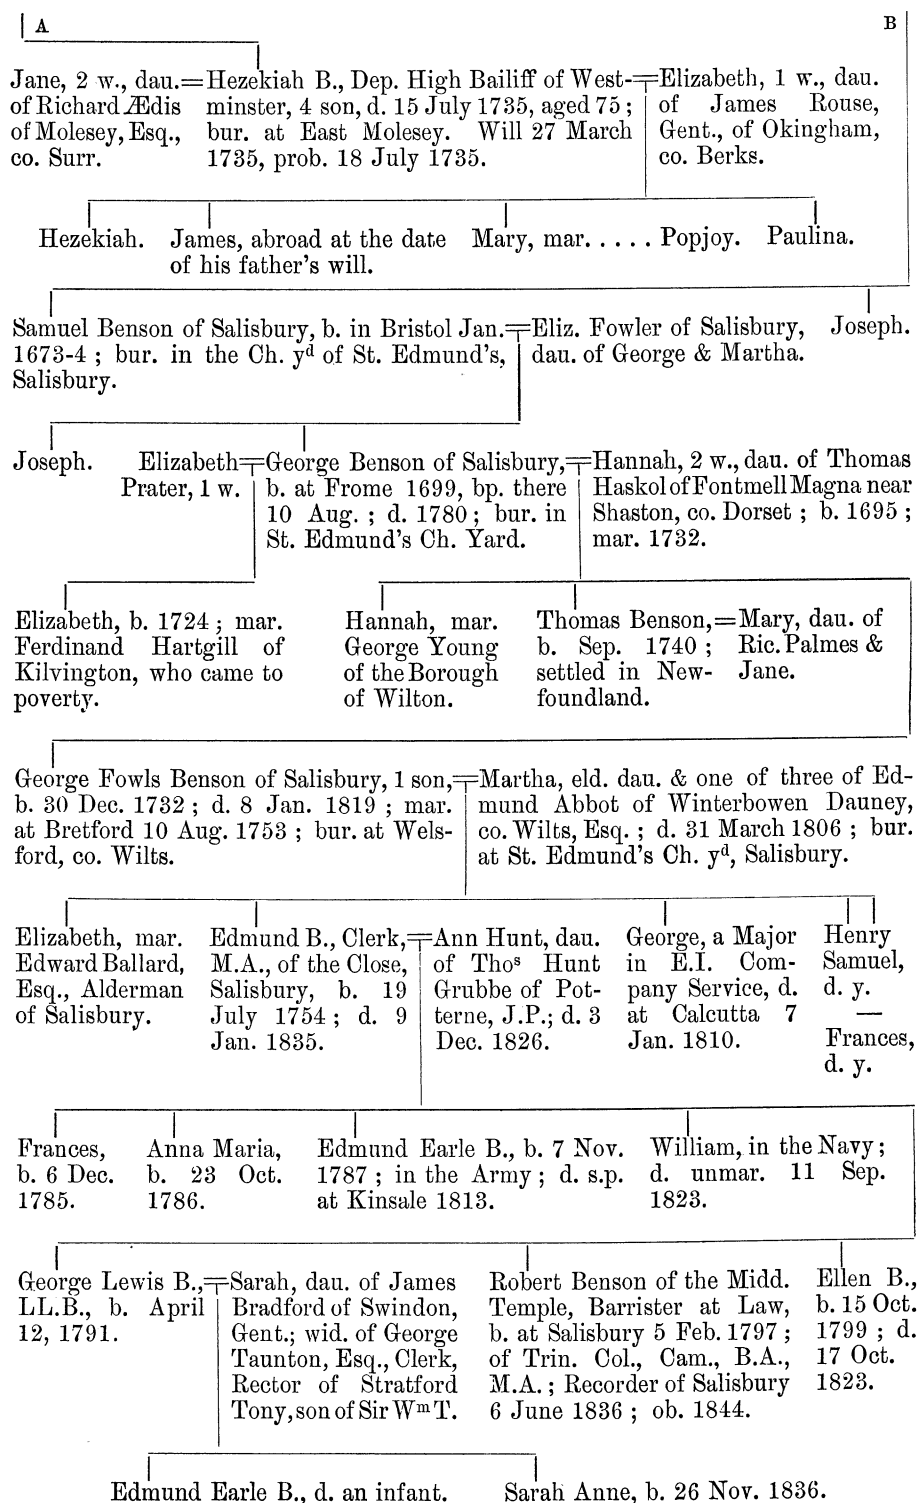 A
B
Jane, 2 w., dau.
of Richard Ædis
of Molesey, Esq.,
co. Surr.
=Hezekiah B., Dep. High Bailiff of West-
minster, 4 son, d. 15 July 1735, aged 75 ;
bur. at East Molesey. Will 27 March
1735, prob. 18 July 1735.
=Elizabeth, 1 w., dau.
of James Rouse,
Gent., of Okingham,
co. Berks.
Hezekiah.
James, abroad at the date
of his father's will.
Mary, mar. . . . . . Popjoy.
Paulina.
Samuel Benson of Salisbury, b. in Bristol Jan.
1673-4 ; bur. in the Ch. yᵈ of St. Edmund's,
Salisbury.
=Eliz. Fowler of Salisbury,
dau. of George & Martha.
Joseph.
Joseph.
Elizabeth
Prater, 1 w.
=George Benson of Salisbury,
b. at Frome 1699, bp. there
10 Aug. ; d. 1780 ; bur. in
St. Edmund's Ch. Yard.
=Hannah, 2 w., dau. of Thomas
Haskol of Fontmell Magna near
Shaston, co. Dorset ; b. 1695 ;
mar. 1732.
Elizabeth, b. 1724 ; mar.
Ferdinand Hartgill of
Kilvington, who came to
poverty.
Hannah, mar.
George Young
of the Borough
of Wilton.
Thomas Benson,
b. Sep. 1740 ;
settled in New-
foundland.
=Mary, dau. of
Ric. Palmes &
Jane.
George Fowls Benson of Salisbury, 1 son,
b. 30 Dec. 1732 ; d. 8 Jan. 1819 ; mar.
at Bretford 10 Aug. 1753 ; bur. at Wels-
ford, co. Wilts.
=Martha, eld. dau. & one of three of Ed-
mund Abbot of Winterbowen Dauney,
co. Wilts, Esq. ; d. 31 March 1806 ; bur.
at St. Edmund's Ch. yᵈ, Salisbury.
Elizabeth, mar.
Edward Ballard,
Esq., Alderman
of Salisbury.
Edmund B., Clerk,
M.A., of the Close,
Salisbury, b. 19
July 1754 ; d. 9
Jan. 1835.
=Ann Hunt, dau.
of Thoˢ Hunt
Grubbe of Pot-
terne, J.P.; d. 3
Dec. 1826.
George, a Major
in E.I. Com-
pany Service, d.
at Calcutta 7
Jan. 1810.
Henry
Samuel,
d. y.
—
Frances,
d. y.
Frances,
b. 6 Dec.
1785.
Anna Maria,
b. 23 Oct.
1786.
Edmund Earle B., b. 7 Nov.
1787 ; in the Army ; d. s.p.
at Kinsale 1813.
William, in the Navy ;
d. unmar. 11 Sep.
1823.
George Lewis B.,
LL.B., b. April
12, 1791.
=Sarah, dau. of James
Bradford of Swindon,
Gent.; wid. of George
Taunton, Esq., Clerk,
Rector of Stratford
Tony, son of Sir Wᵐ T.
Robert Benson of the Midd.
Temple, Barrister at Law,
b. at Salisbury 5 Feb. 1797 ;
of Trin. Col., Cam., B.A.,
M.A. ; Recorder of Salisbury
6 June 1836 ; ob. 1844.
Ellen B.,
b. 15 Oct.
1799 ; d.
17 Oct.
1823.
Edmund Earle B., d. an infant.
Sarah Anne, b. 26 Nov. 1836.